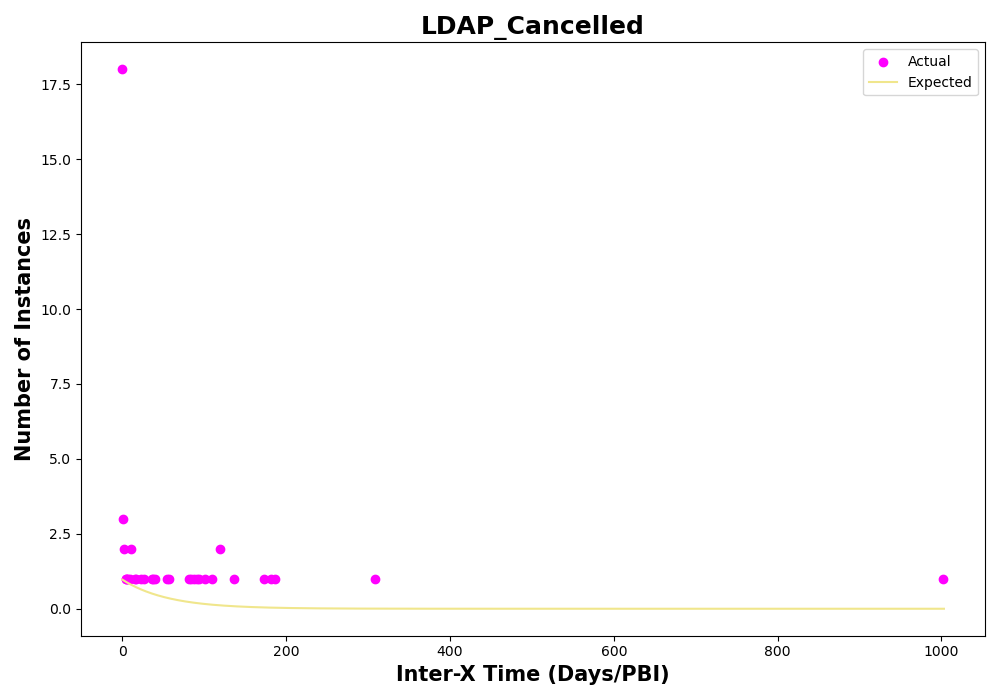 LDAP_Cancelled
Actual
Expected
17.5
15.0
12.5
10.0
7.5
5.0
2.5
0.0
Number of Instances
0
200
400
600
800
1000
Inter-X Time (Days/PBI)